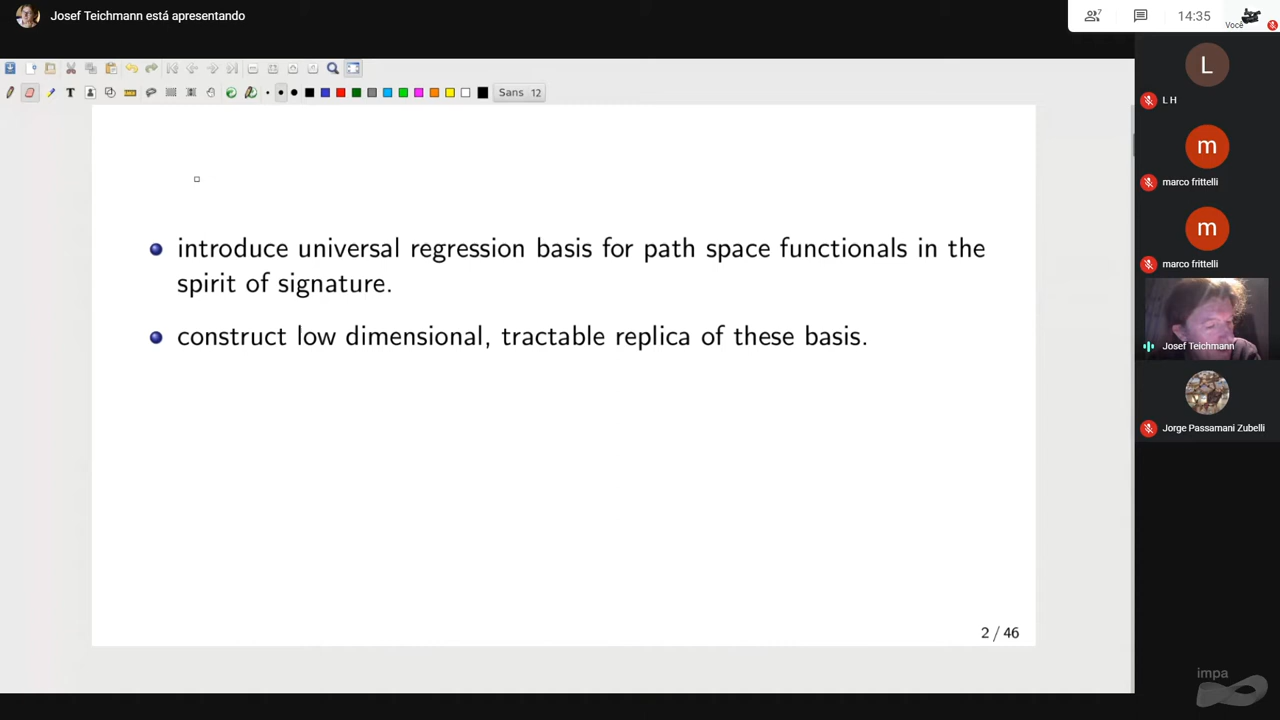 Josef Teichmann está apresentando
7
14:35
Você
Sans 12
L
L H
m
marco frittelli
m
marco frittelli
Josef Teichmann
Jorge Passamani Zubelli
introduce universal regression basis for path space functionals in the
spirit of signature.
construct low dimensional, tractable replica of these basis.
2 / 46
impa